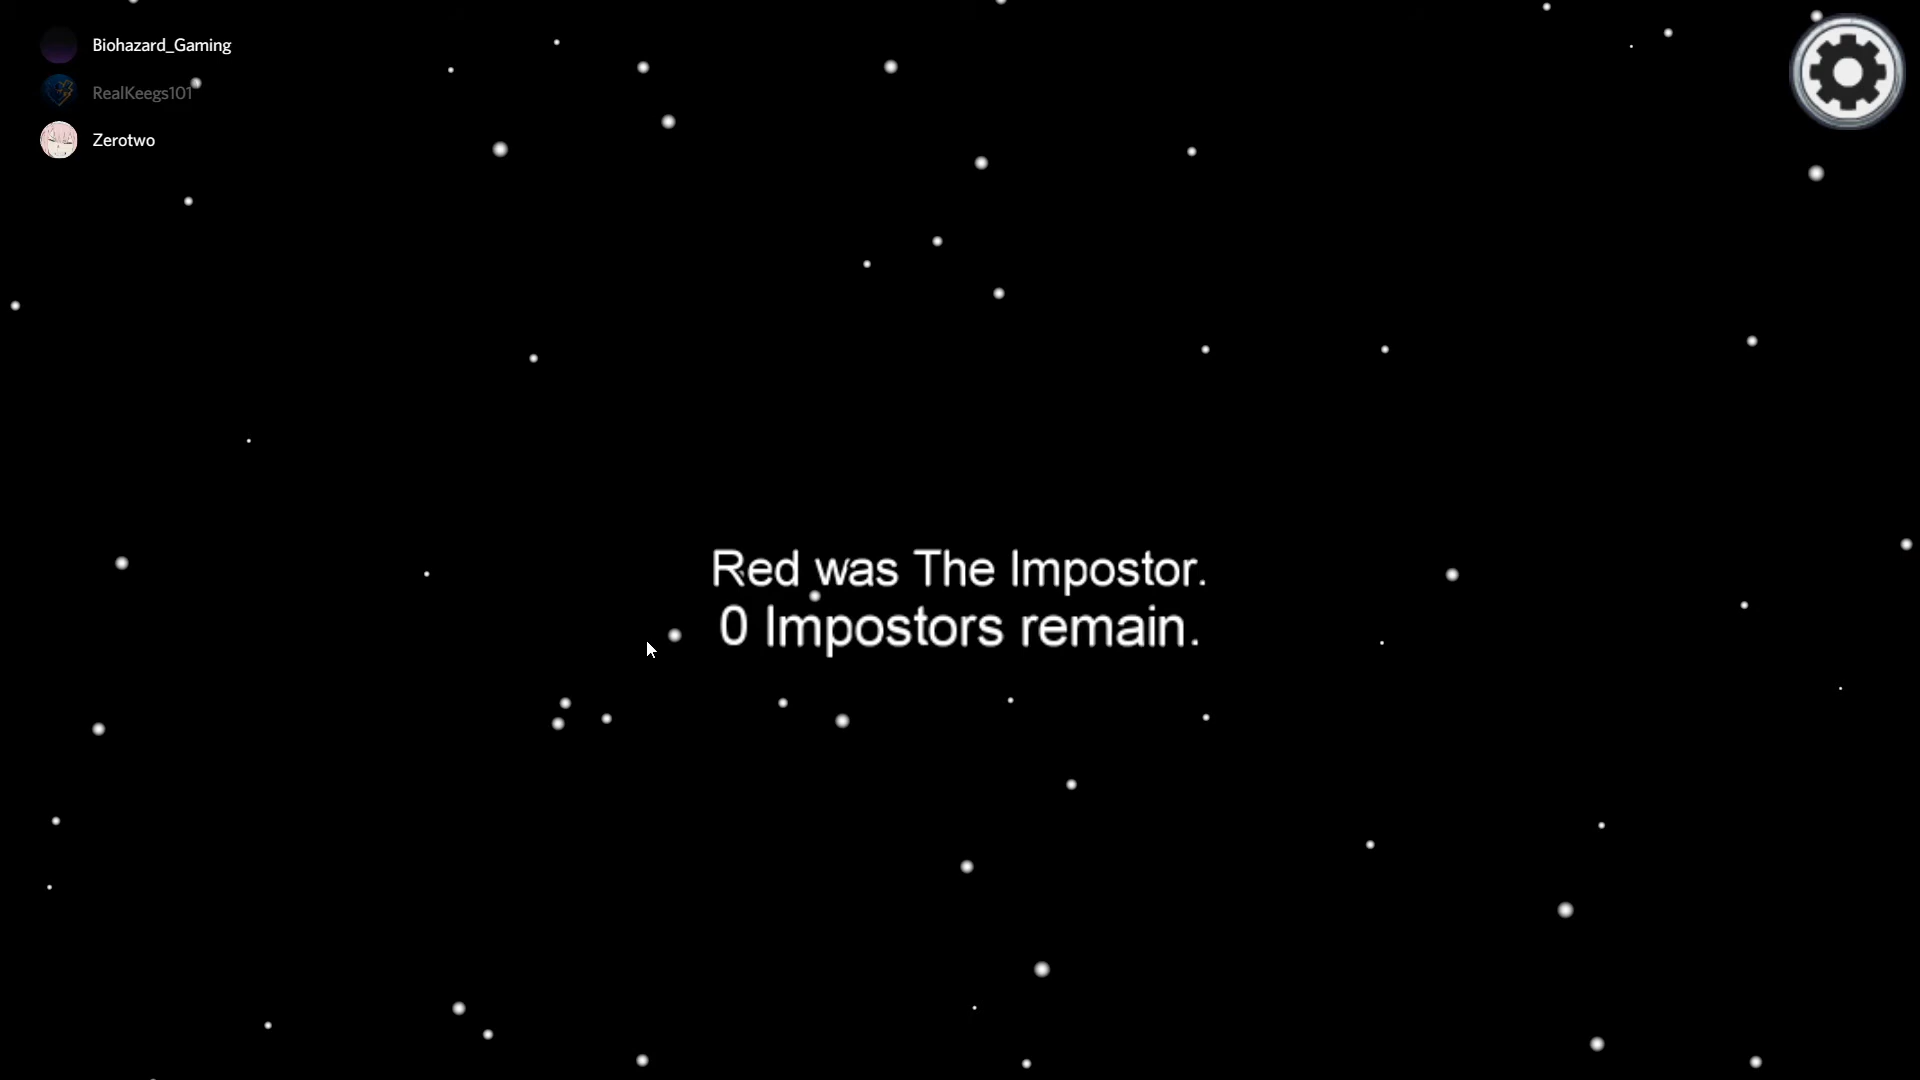 Biohazard_Gaming
RealKeegs101
Zerotwo
Red was The Impostor.
0 Impostors remain.